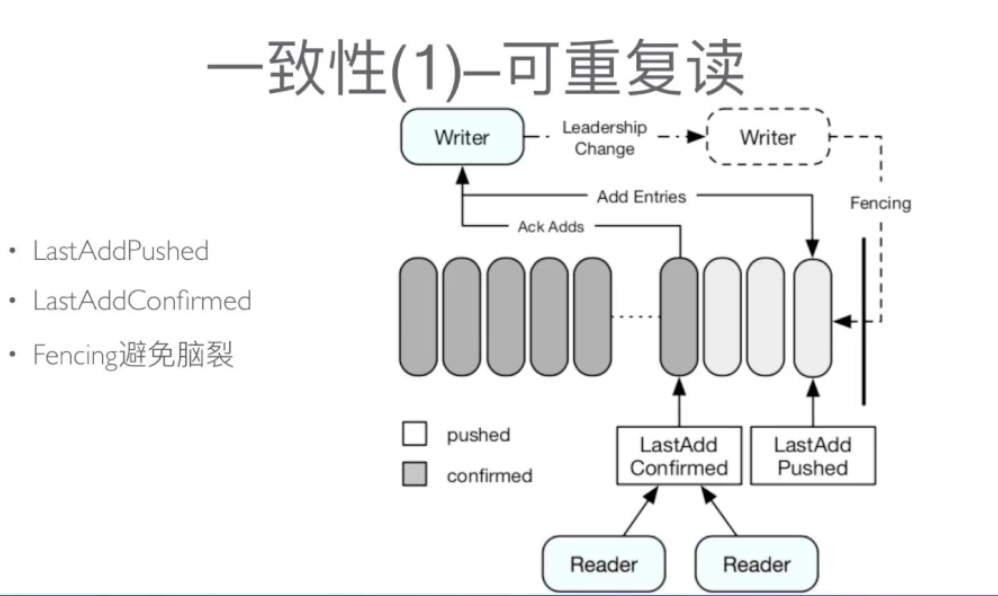 一致性(1)–可重复读
Writer
Leadership
Change
Writer
Add Entries
Fencing
Ack Adds
• LastAddPushed
• LastAddConfirmed
• Fencing避免脑裂
pushed
confirmed
LastAdd
Confirmed
LastAdd
Pushed
Reader
Reader